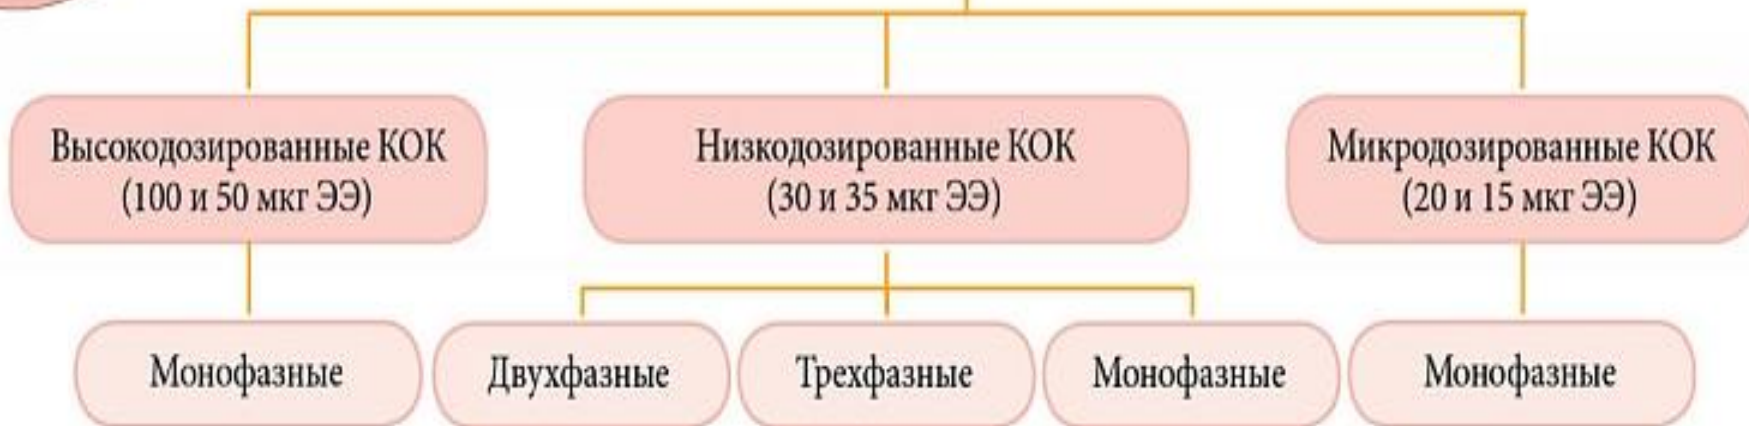 Высокодозированные КОК
(100 и 50 мкг ЭЭ)
Низкодозированные КОК
(30 и 35 мкг ЭЭ)
Микродозированные КОК
(20 и 15 мкг ЭЭ)
Монофазные
Двухфазные
Трехфазные
Монофазные
Монофазные